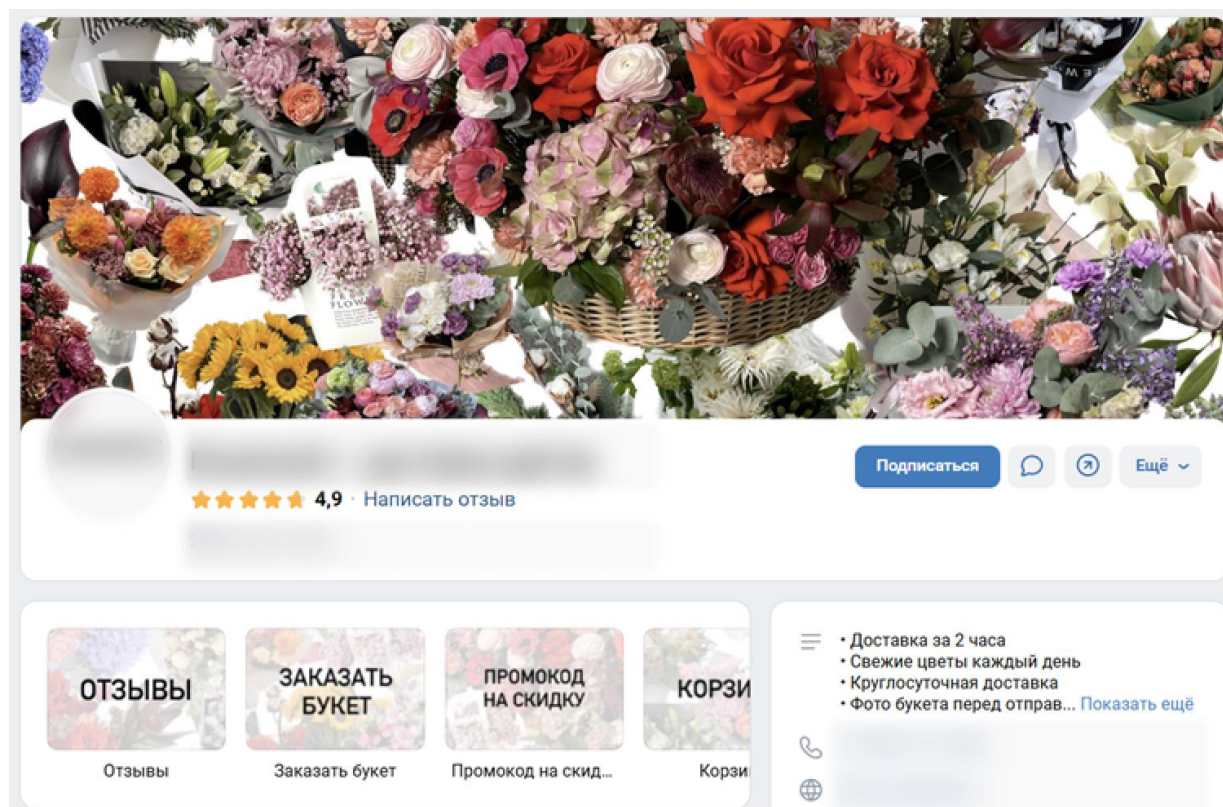 FLOW
4,9 · Написать отзыв
Подписаться
Ещё
ОТЗЫВЫ
ЗАКАЗАТЬ
БУКЕТ
ПРОМОКОД
НА СКИДКУ
КОРЗИ
Отзывы
Заказать букет
Промокод на скид...
Корзи
• Доставка за 2 часа
• Свежие цветы каждый день
• Круглосуточная доставка
• Фото букета перед отправ... Показать ещё